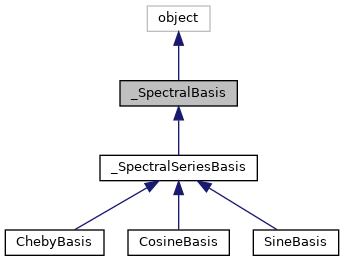 object
_SpectralBasis
_SpectralSeriesBasis
ChebyBasis
CosineBasis
SineBasis